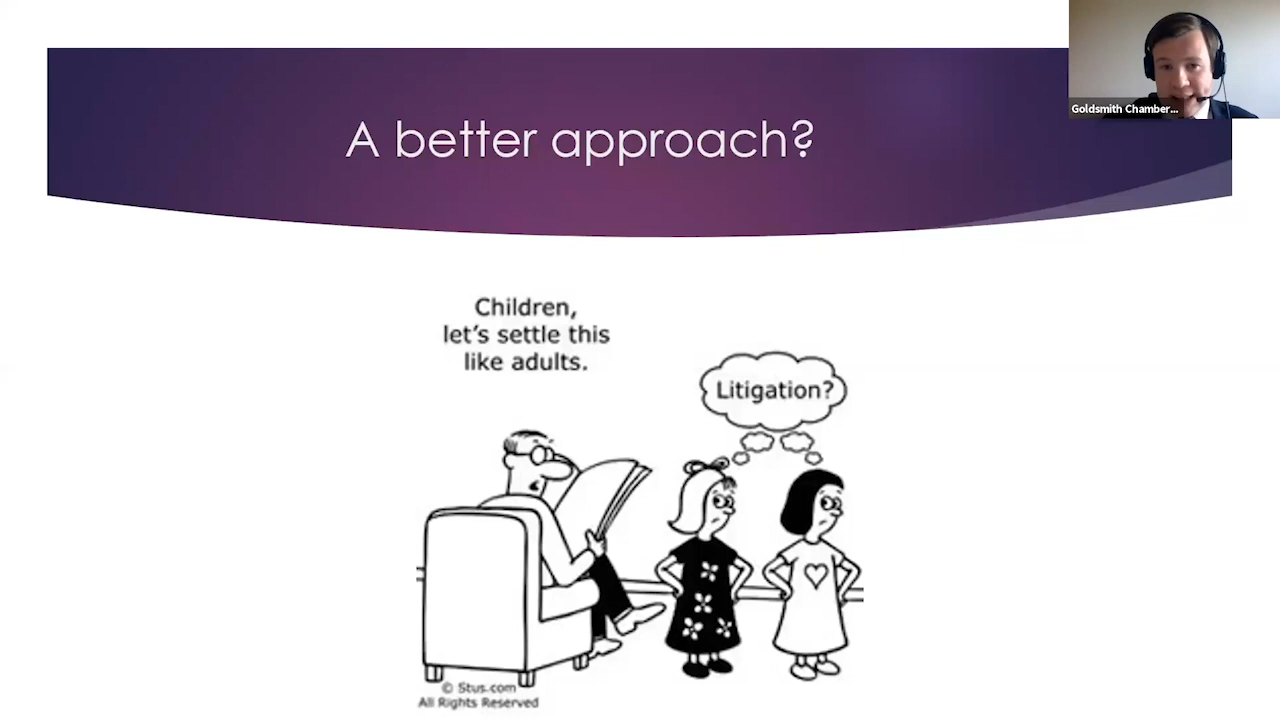 Goldsmith Chamber...
A better approach?
Children,
let's settle this
like adults.
Litigation?
© Stus.com
All Rights Reserved